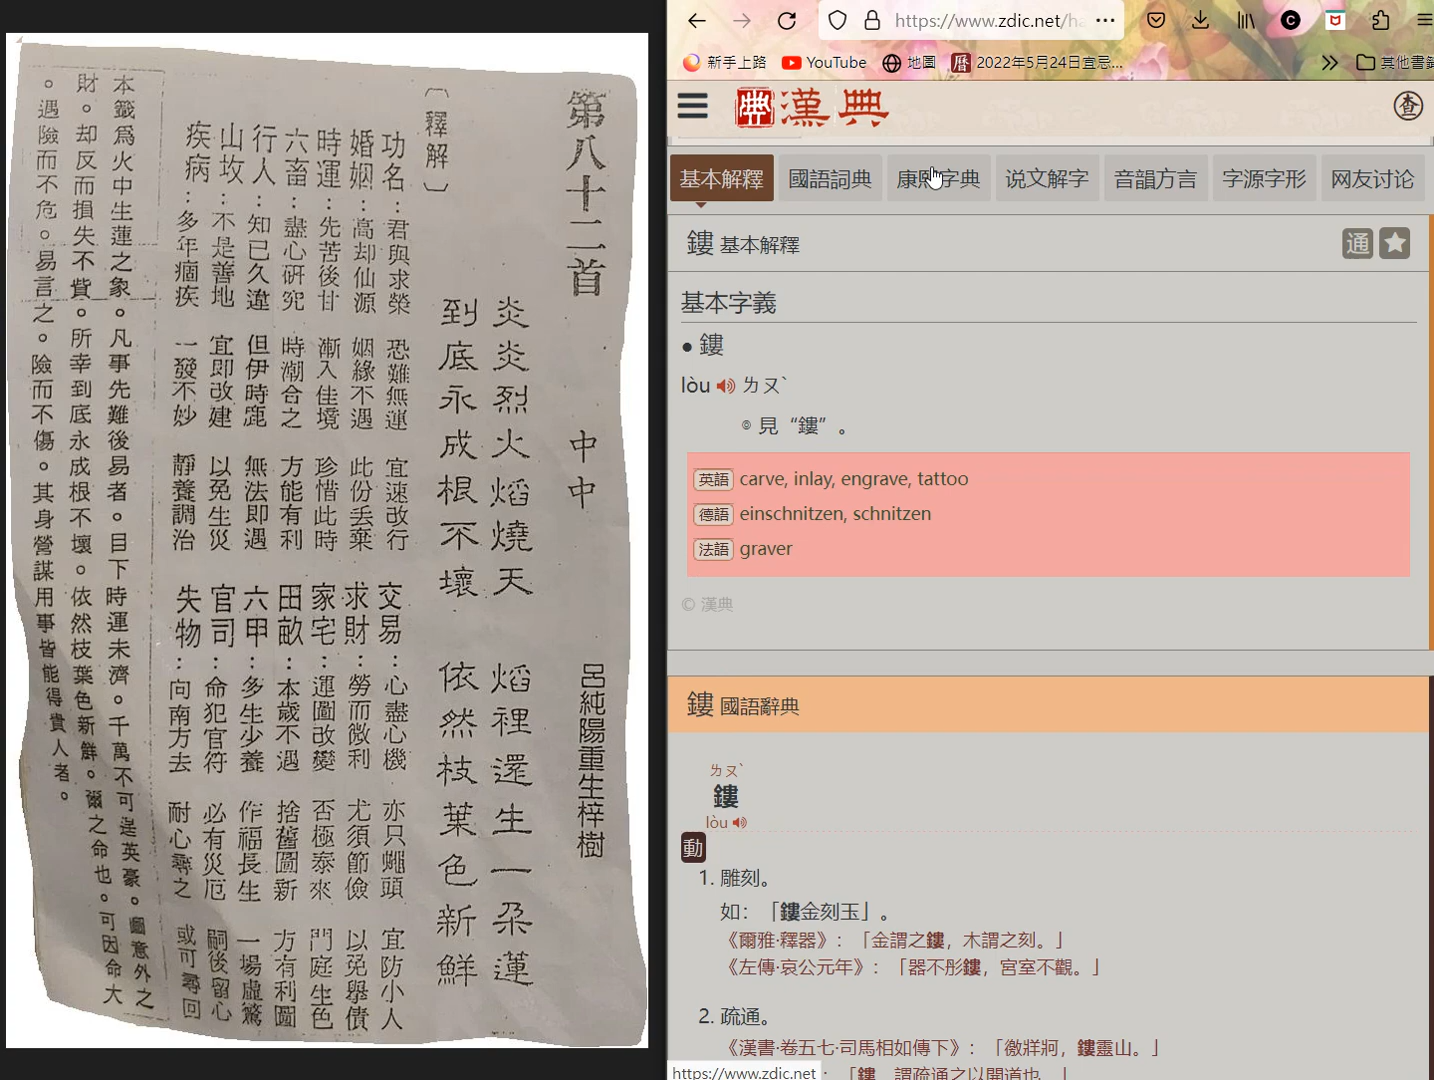 第八十二首 中中 呂純陽重生梓樹
炎炎烈火熖燒天 熖裡還生一朶蓮
到底永成根不壞 依然枝葉色新鮮
〔釋解〕
功名：君與求榮 恐難無運 宜速改行 交易：心盡心機 亦只蠅頭 宜防小人
婚姻：高却仙源 姻緣不遇 此份丢棄 求財：勞而微利 尤須節儉 以免舉債
時運：先苦後甘 漸入佳境 珍惜此時 家宅：運圖改變 否極泰來 門庭生色
六畜：盡心研究 時潮合之 方能有利 田畝：本歲不遇 捨舊圖新 方有利圖
行人：知已久違 但伊時麀 無法即遇 六甲：多生少養 作福長生 一場虛驚
山坟：不是善地 宜即改建 以免生災 官司：命犯官符 必有災厄 嗣後留心
疾病：多年痼疾 一發不妙 靜養調治 失物：向南方去 耐心尋之 或可尋回
本籤爲火中生蓮之象。凡事先難後易者。目下時運未濟。千萬不可逞英豪。圖意外之
財。却反而損失不貲。所幸到底永成根不壞。依然枝葉色新鮮。爾之命也。可因命大
。遇險而不危。易言之。險而不傷。其身營謀用事皆能得貴人者。
https://www.zdic.net/ha
新手上路 YouTube 地圖 2022年5月24日宜忌... 其他書籤
漢典 查
基本解釋 國語詞典 康熙字典 说文解字 音韻方言 字源字形 网友讨论
鏤 基本解釋 通
基本字義
● 鏤
lòu ㄌㄡˋ
見“鏤”。
英語 carve, inlay, engrave, tattoo
德語 einschnitzen, schnitzen
法語 graver
© 漢典
鏤 國語辭典
ㄌㄡˋ
鏤
lòu
動
1. 雕刻。
如：「鏤金刻玉」。
《爾雅·釋器》：「金謂之鏤，木謂之刻。」
《左傳·哀公元年》：「器不彤鏤，宮室不觀。」
2. 疏通。
《漢書·卷五七·司馬相如傳下》：「徼牂牁，鏤靈山。」
https://www.zdic.net ：「鏤，謂疏通之以開道也。」